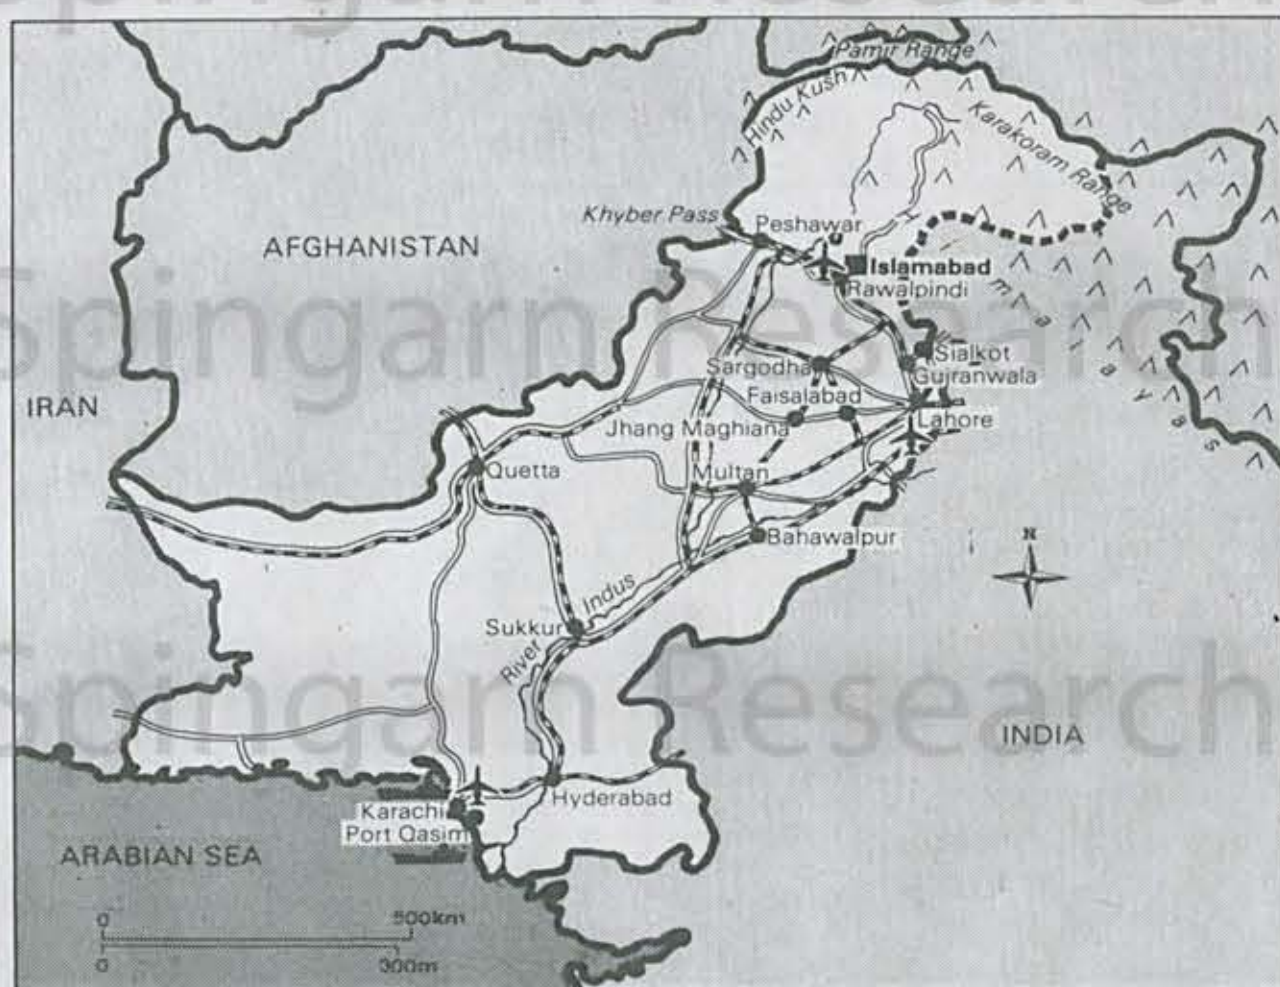 Spingarn Research
Pamir Range
Hindu Kush
Karakoram Range
Khyber Pass
Peshawar
AFGHANISTAN
Islamabad
Rawalpindi
Spingarn Research
m a l a y a s
Sialkot
Sargodha
Gujranwala
IRAN
Faisalabad
Jhang Maghiana
Lahore
Quetta
Multan
Bahawalpur
N
Indus
Sukkur
River
Spingarn Research
INDIA
Hyderabad
Karachi
Port Qasim
ARABIAN SEA
0 500km
0 300m